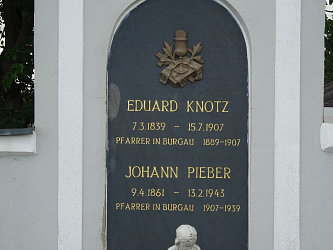 EDUARD KNOTZ
7.3.1839 – 15.7.1907
PFARRER IN BURGAU 1889-1907
JOHANN PIEBER
9.4.1861 – 13.2.1943
PFARRER IN BURGAU 1907-1939